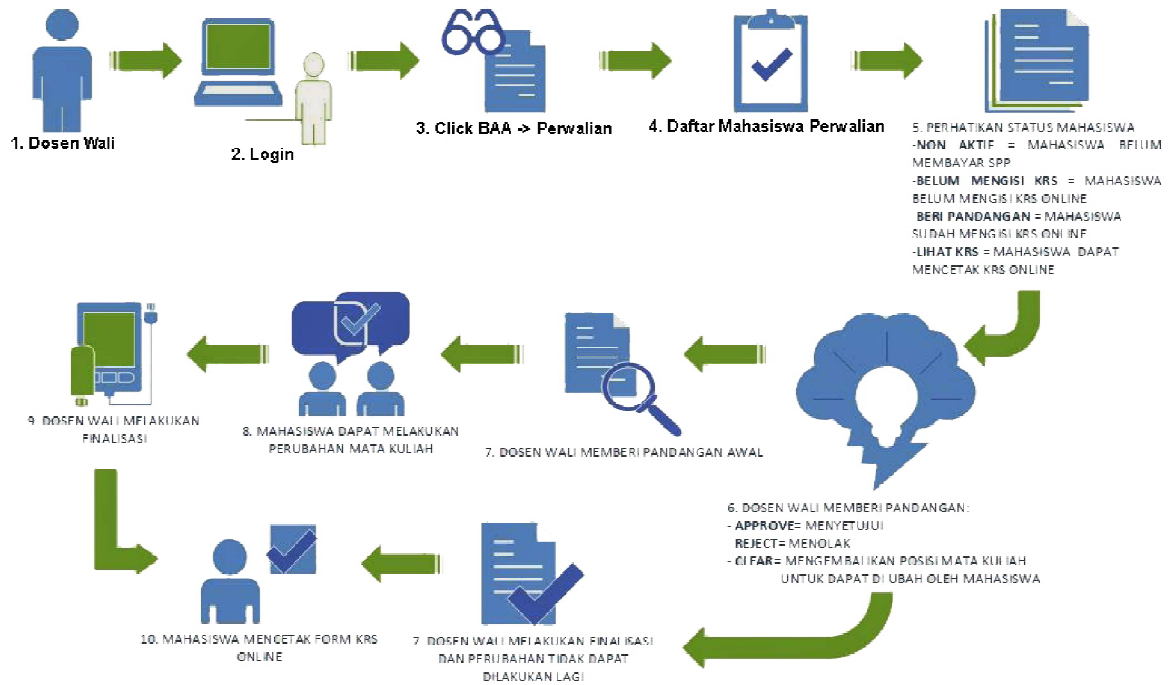 1. Dosen Wali
2. Login
3. Click BAA -> Perwalian
4. Daftar Mahasiswa Perwalian
5. PERHATIKAN STATUS MAHASISWA
-NON AKTIF = MAHASISWA BELUM
MEMBAYAR SPP
-BELUM MENGISI KRS = MAHASISWA
BELUM MENGISI KRS ONLINE
BERI PANDANGAN = MAHASISWA
SUDAH MENGISI KRS ONLINE
-LIHAT KRS = MAHASISWA DAPAT
MENCETAK KRS ONLINE
6. DOSEN WALI MEMBERI PANDANGAN:
- APPROVE= MENYETUJUI
REJECT= MENOLAK
- CLEAR= MENGEMBALIKAN POSISI MATA KULIAH
UNTUK DAPAT DI UBAH OLEH MAHASISWA
7. DOSEN WALI MEMBERI PANDANGAN AWAL
8. MAHASISWA DAPAT MELAKUKAN
PERUBAHAN MATA KULIAH
9. DOSEN WALI MELAKUKAN
FINALISASI
7. DOSEN WALI MELAKUKAN FINALISASI
DAN PERUBAHAN TIDAK DAPAT
DILAKUKAN LAGI
10. MAHASISWA MENCETAK FORM KRS
ONLINE